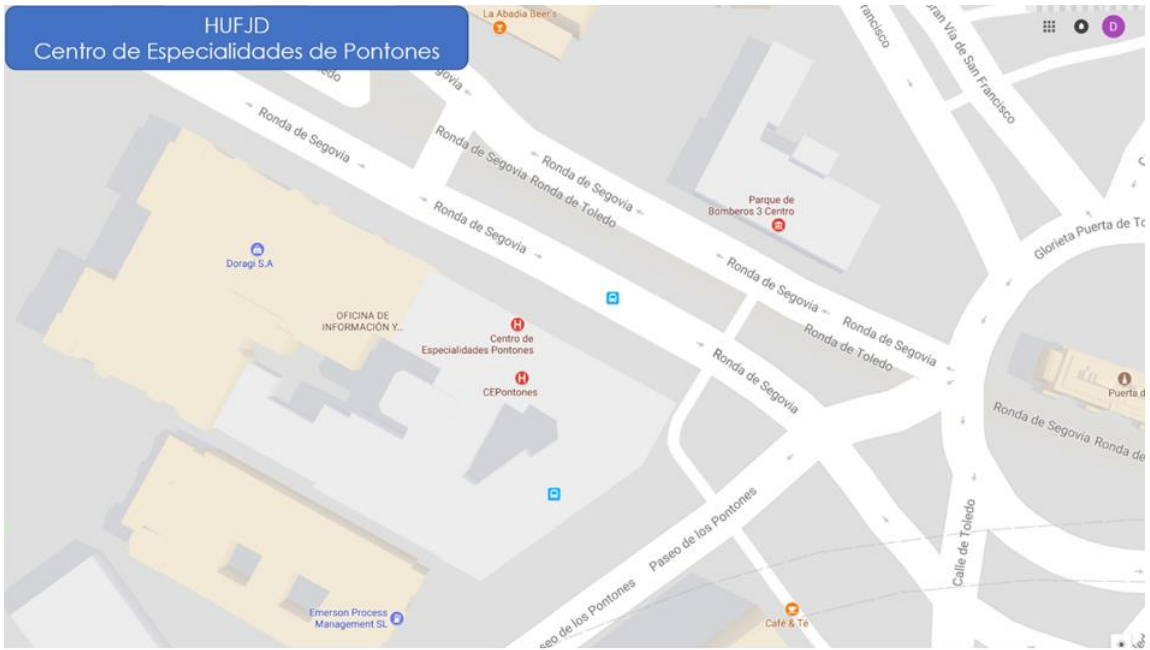 HUFJD
Centro de Especialidades de Pontones
La Abadia Beer's
Francisco
Gran Vía de San Francisco
D
Ronda de Segovia
Ronda de Segovia Ronda de Toledo
Ronda de Segovia
Ronda de Segovia
Parque de
Bomberos 3 Centro
Glorieta Puerta de To
Doragi S.A
Ronda de Segovia
Ronda de Segovia
Ronda de Toledo
OFICINA DE
INFORMACIÓN Y...
Centro de
Especialidades Pontones
Ronda de Segovia
CEPontones
Puerta d
Ronda de Segovia Ronda de
Paseo de los Pontones
Calle de Toledo
Paseo de los Pontones
Emerson Process
Management SL
Café & Té